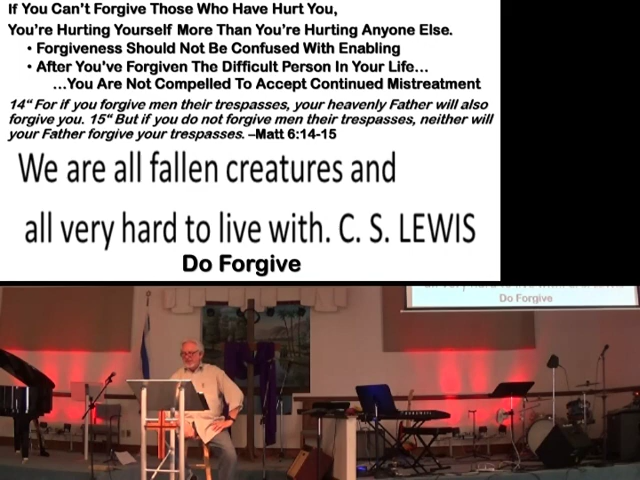 If You Can't Forgive Those Who Have Hurt You,
You're Hurting Yourself More Than You're Hurting Anyone Else.
• Forgiveness Should Not Be Confused With Enabling
• After You've Forgiven The Difficult Person In Your Life…
…You Are Not Compelled To Accept Continued Mistreatment
14“ For if you forgive men their trespasses, your heavenly Father will also
forgive you. 15“ But if you do not forgive men their trespasses, neither will
your Father forgive your trespasses. –Matt 6:14-15
We are all fallen creatures and
all very hard to live with. C. S. LEWIS
Do Forgive
Do Forgive